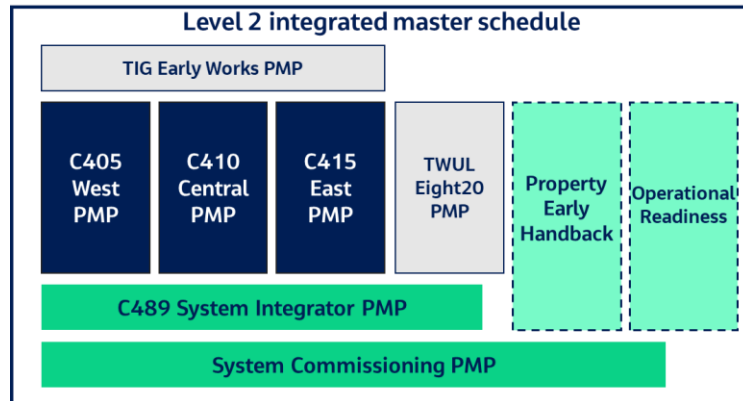 Level 2 integrated master schedule
TIG Early Works PMP
C405
West
PMP
C410
Central
PMP
C415
East
PMP
TWUL
Eight20
PMP
Property
Early
Handback
Operational
Readiness
C489 System Integrator PMP
System Commissioning PMP